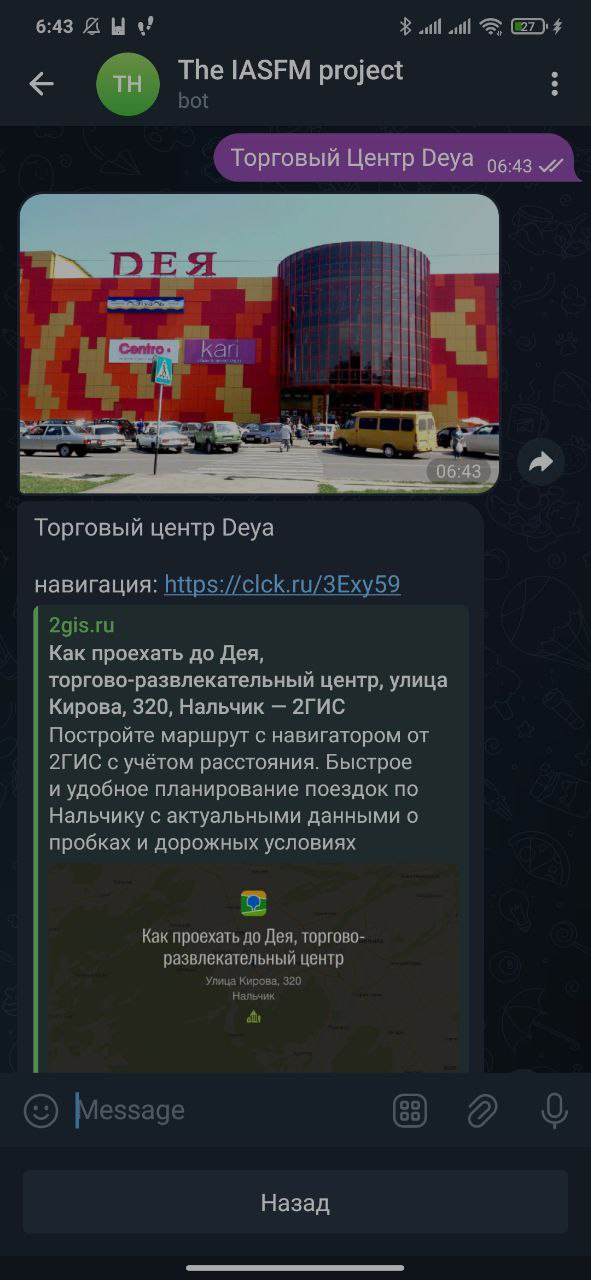 6:43
27
TH
The IASFM project
bot
Торговый Центр Deya 06:43
DЕЯ
Centro
kari
06:43
Торговый центр Deya
навигация: https://clck.ru/3Exy59
2gis.ru
Как проехать до Дея,
торгово-развлекательный центр, улица
Кирова, 320, Нальчик — 2ГИС
Постройте маршрут с навигатором от
2ГИС с учётом расстояния. Быстрое
и удобное планирование поездок по
Нальчику с актуальными данными о
пробках и дорожных условиях
Как проехать до Дея, торгово-
развлекательный центр
Улица Кирова, 320
Нальчик
Message
Назад